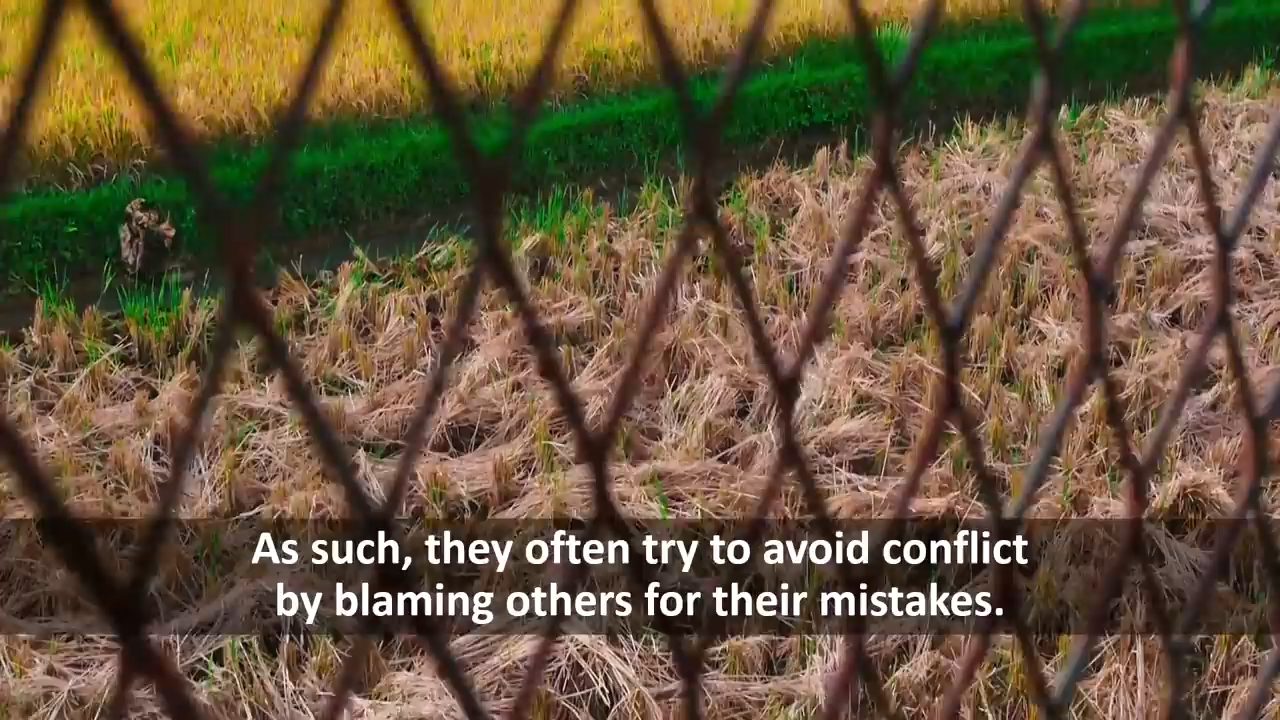 As such, they often try to avoid conflict
by blaming others for their mistakes.